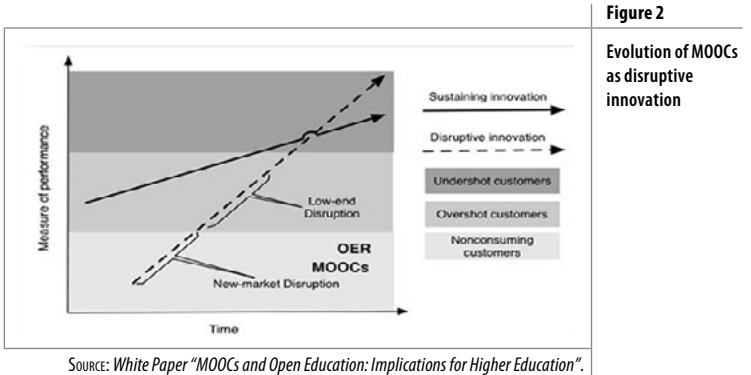 Figure 2
Evolution of MOOCs
as disruptive
innovation
Measure of performance
Low-end
Disruption
OER
MOOCs
New-market Disruption
Time
Sustaining innovation
Disruptive innovation
Undershot customers
Overshot customers
Nonconsuming
customers
SOURCE: White Paper “MOOCs and Open Education: Implications for Higher Education”.